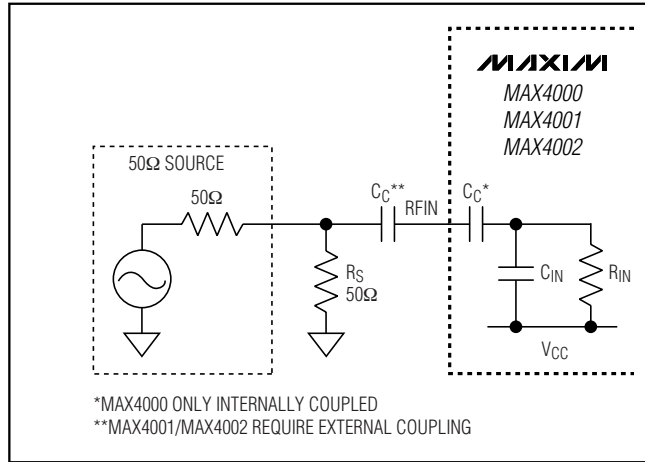 MAXIM
MAX4000
MAX4001
MAX4002
50Ω SOURCE
50Ω
CC**
RFIN
CC*
RS
50Ω
CIN
RIN
VCC
*MAX4000 ONLY INTERNALLY COUPLED
**MAX4001/MAX4002 REQUIRE EXTERNAL COUPLING